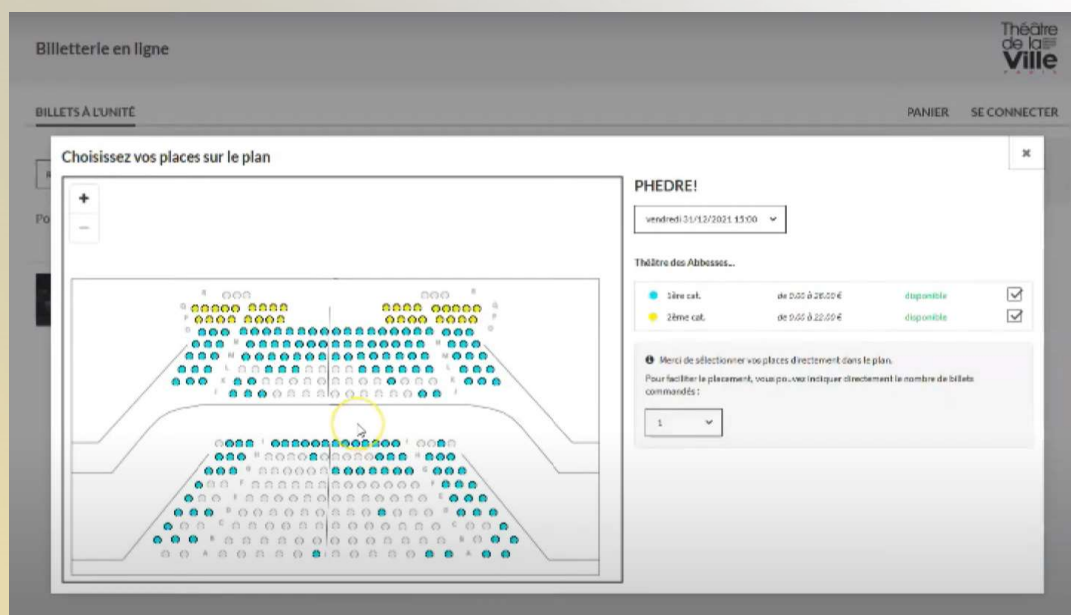 Billetterie en ligne
Théâtre
de la
Ville
PARIS
BILLETS À L'UNITÉ
PANIER
SE CONNECTER
Choisissez vos places sur le plan
PHEDRE!
vendredi 31/12/2021 15:00
Théâtre des Abbesses...
1ère cat.
disponible
2ème cat.
disponible
Merci de sélectionner vos places directement dans le plan.
Pour faciliter le placement, vous pouvez indiquer directement le nombre de billets
commandés :
1